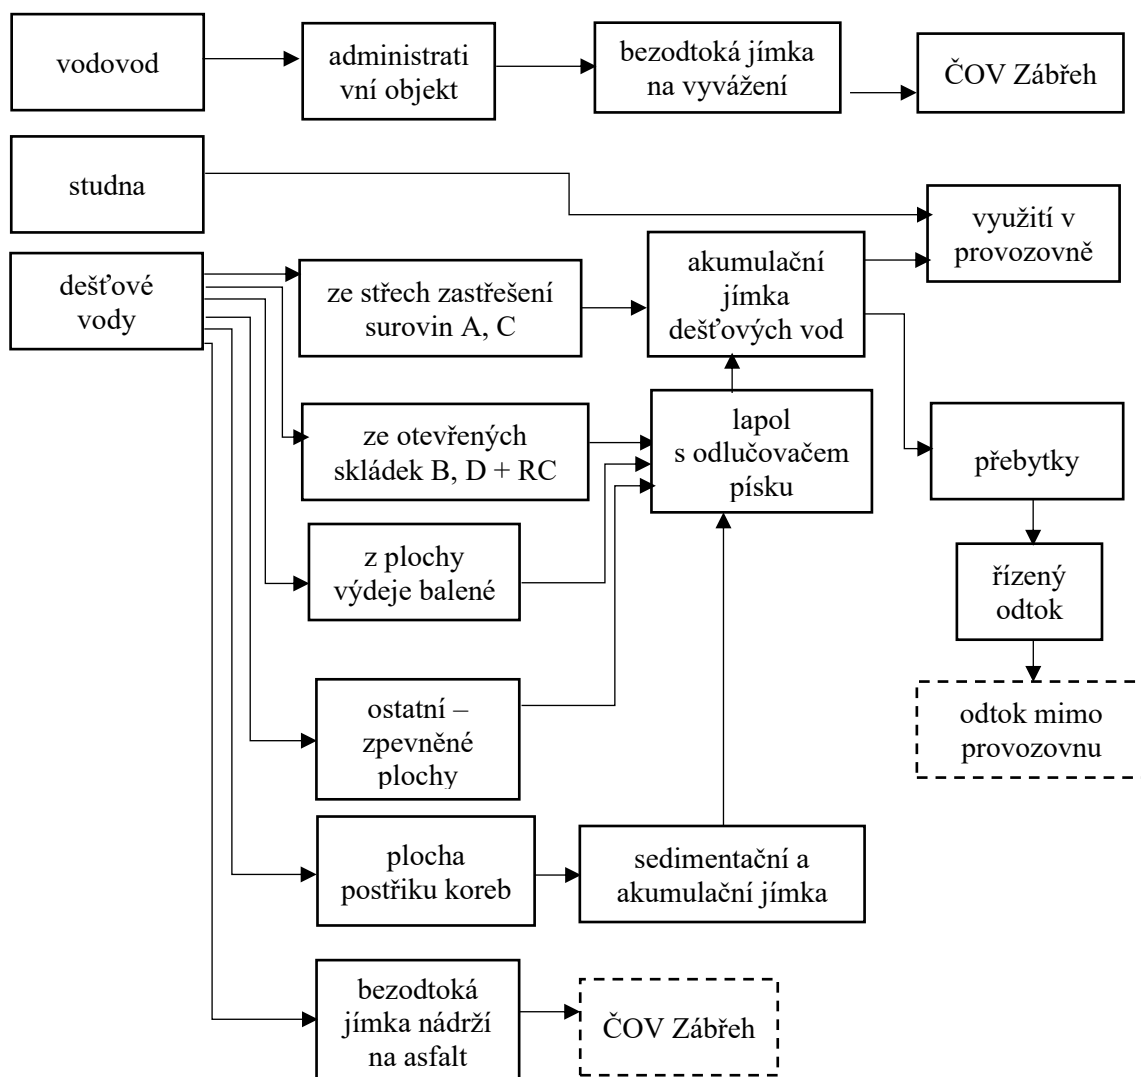 vodovod
administrati
vní objekt
bezodtoká jímka
na vyvážení
ČOV Zábřeh
studna
využití v
provozovně
dešťové
vody
ze střech zastřešení
surovin A, C
akumulační
jímka
dešťových vod
ze otevřených
skládek B, D + RC
lapol
s odlučovačem
písku
přebytky
z plochy
výdeje balené
řízený
odtok
ostatní –
zpevněné
plochy
odtok mimo
provozovnu
plocha
postřiku koreb
sedimentační a
akumulační jímka
bezodtoká
jímka nádrží
na asfalt
ČOV Zábřeh